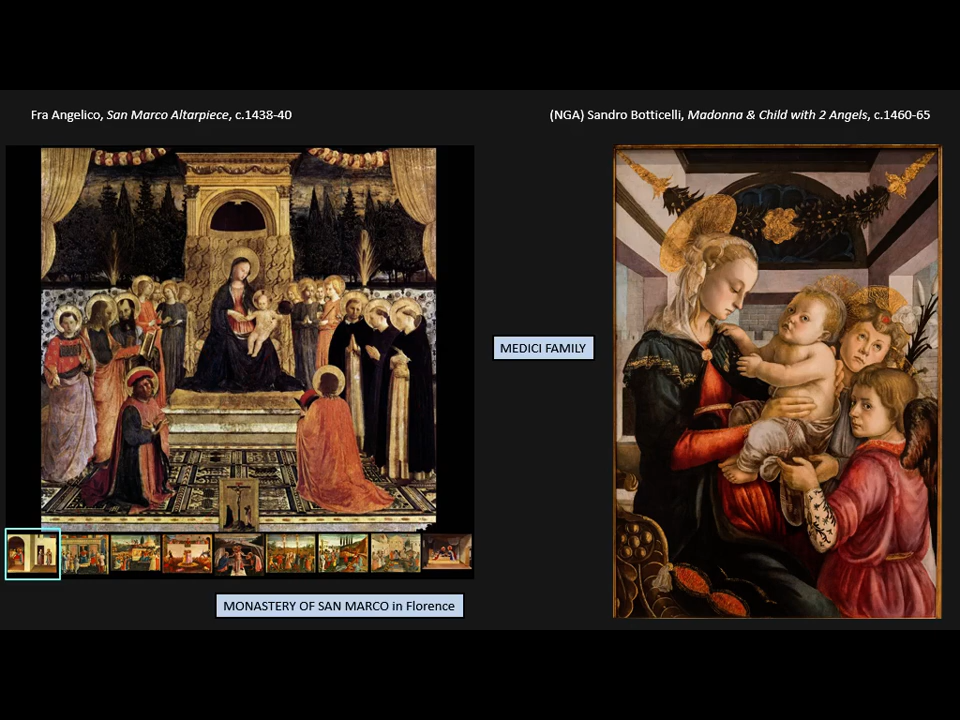 Fra Angelico, San Marco Altarpiece, c.1438-40
(NGA) Sandro Botticelli, Madonna & Child with 2 Angels, c.1460-65
MEDICI FAMILY
MONASTERY OF SAN MARCO in Florence